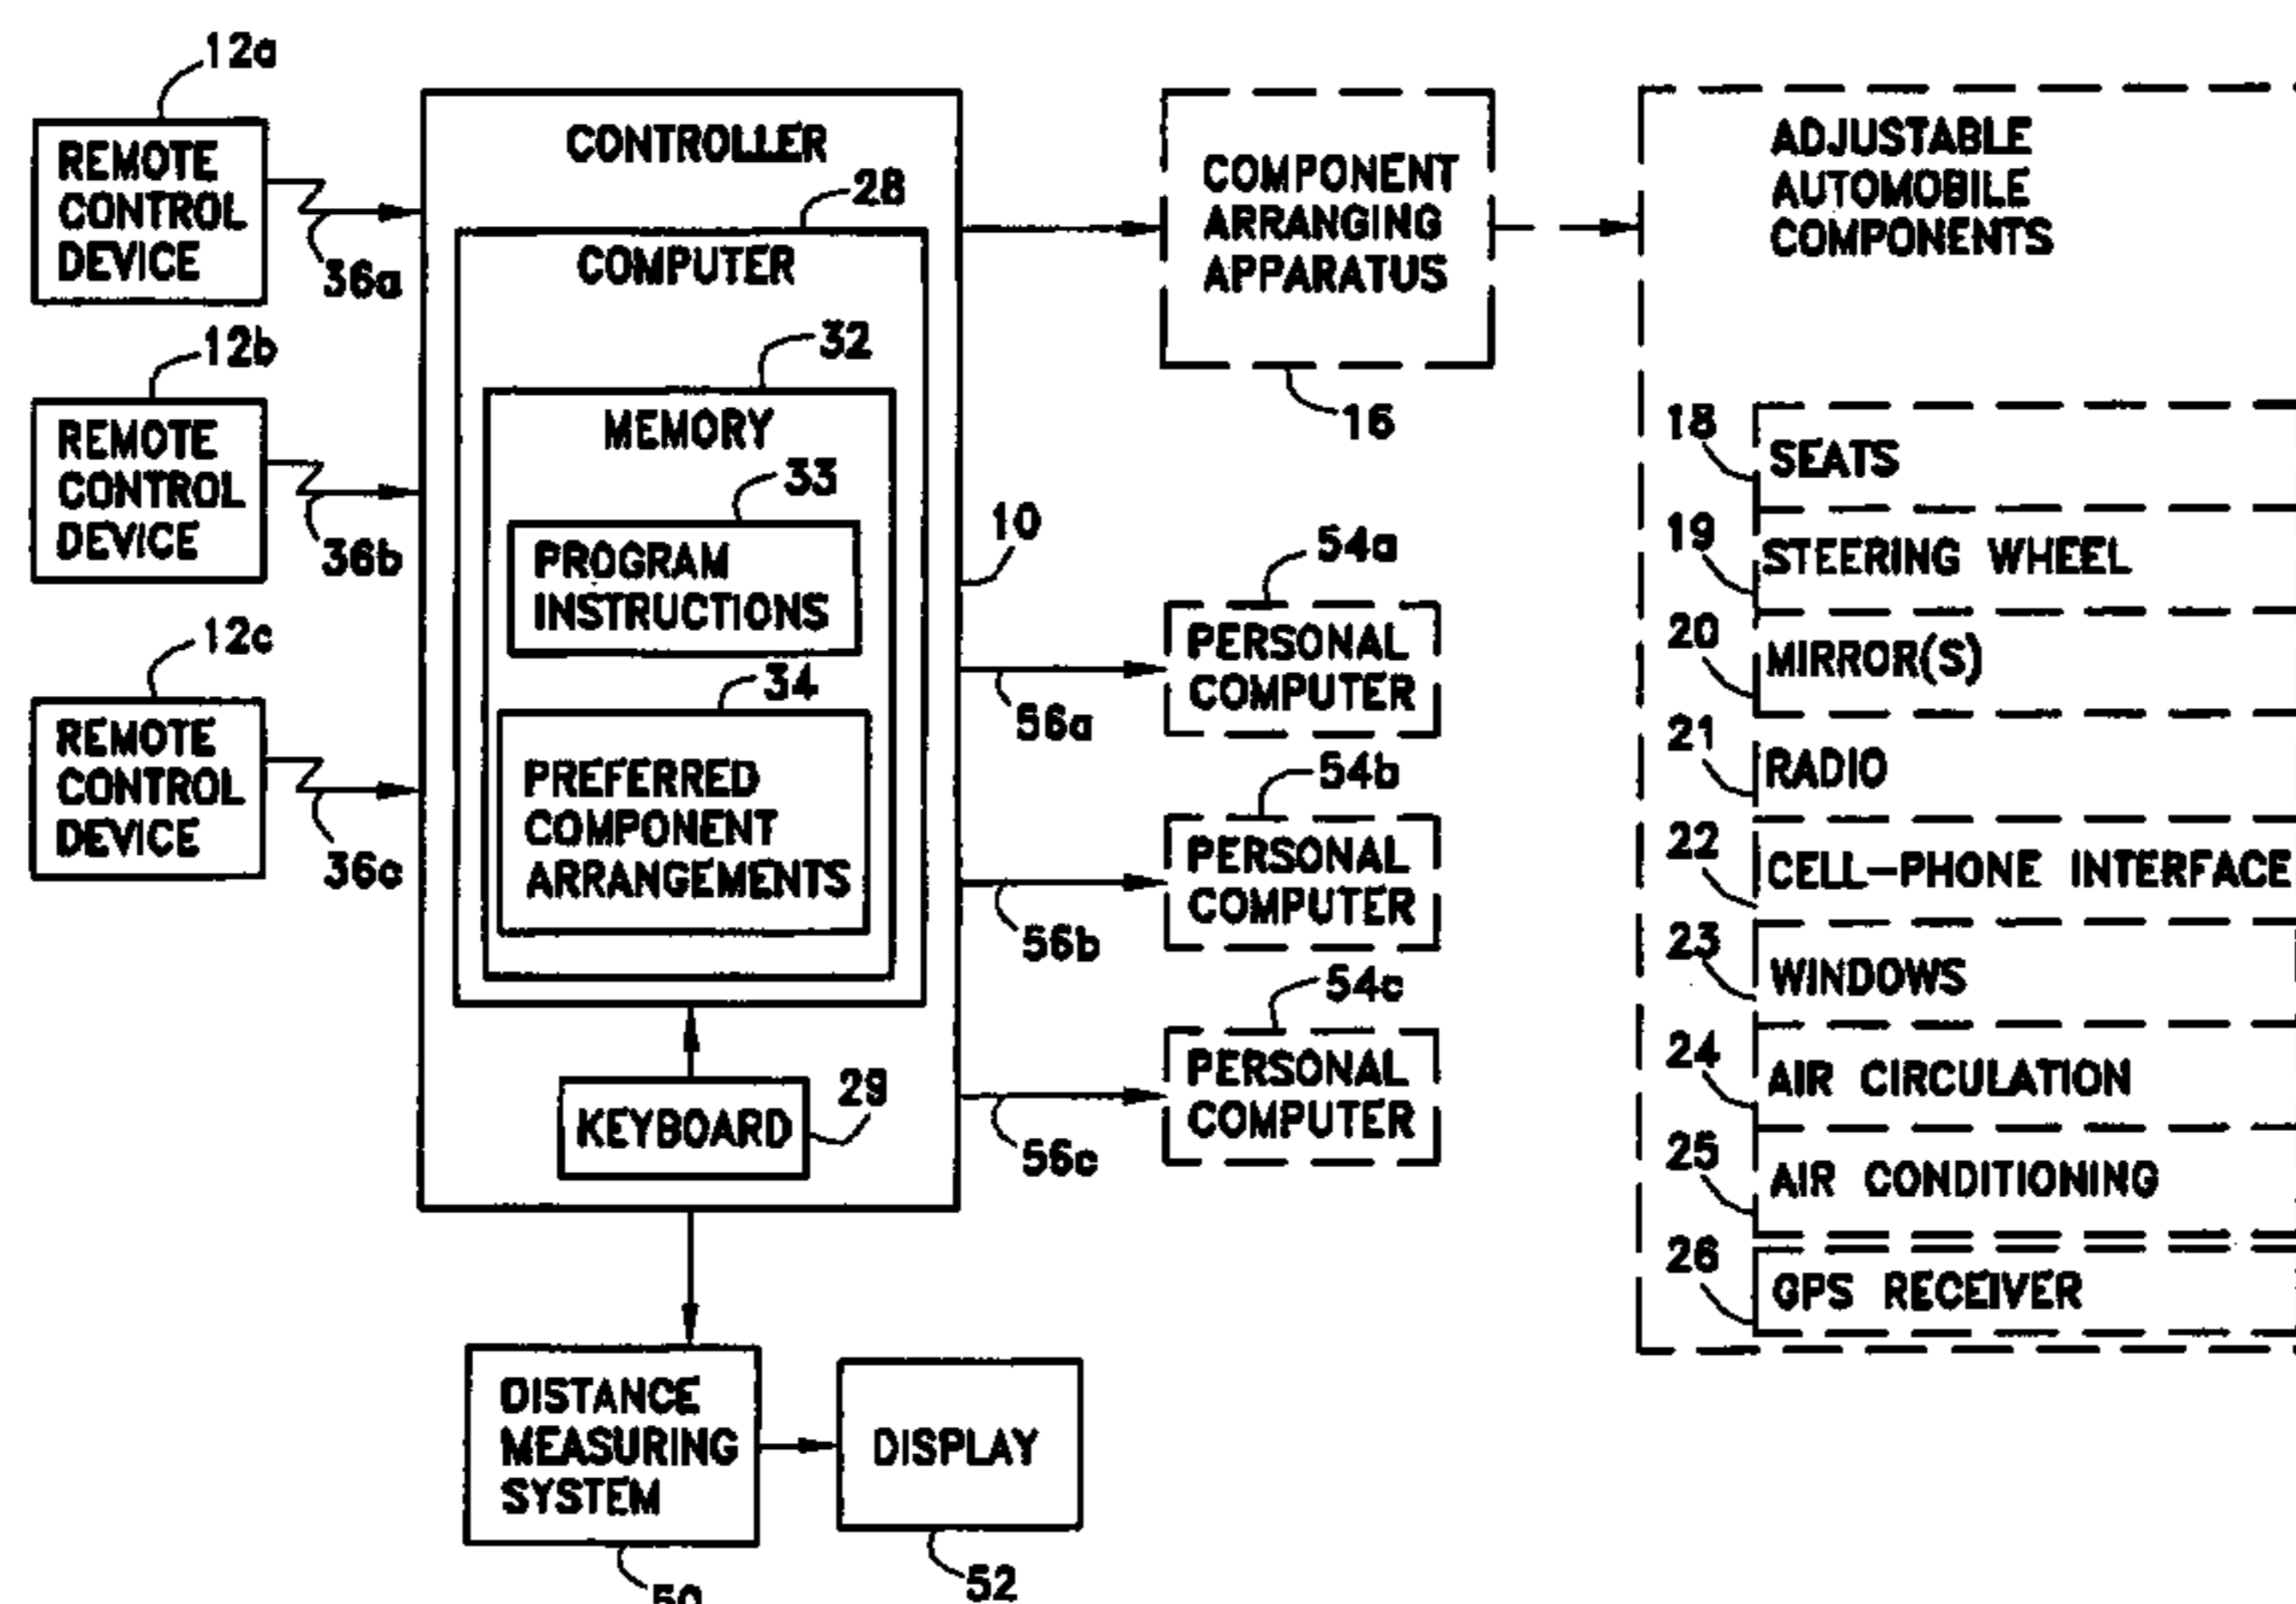 12a
REMOTE
CONTROL
DEVICE
36a
12b
REMOTE
CONTROL
DEVICE
36b
12c
REMOTE
CONTROL
DEVICE
36c
CONTROLLER
28
COMPUTER
32
MEMORY
33
PROGRAM
INSTRUCTIONS
34
PREFERRED
COMPONENT
ARRANGEMENTS
KEYBOARD
29
10
DISTANCE
MEASURING
SYSTEM
50
DISPLAY
52
COMPONENT
ARRANGING
APPARATUS
16
54a
PERSONAL
COMPUTER
56a
54b
PERSONAL
COMPUTER
56b
54c
PERSONAL
COMPUTER
56c
ADJUSTABLE
AUTOMOBILE
COMPONENTS
18
SEATS
19
STEERING WHEEL
20
MIRROR(S)
21
RADIO
22
CELL-PHONE INTERFACE
23
WINDOWS
24
AIR CIRCULATION
25
AIR CONDITIONING
26
GPS RECEIVER